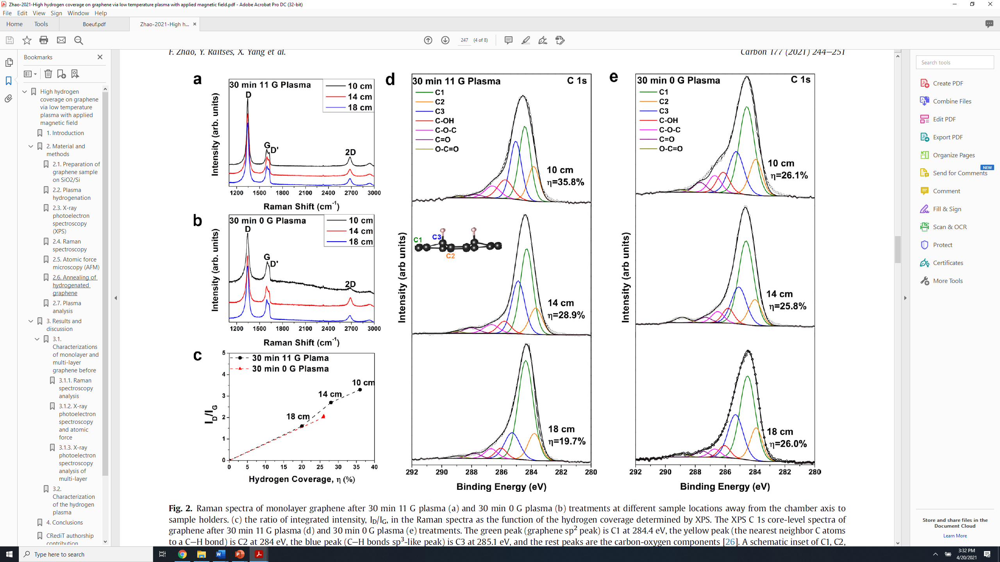 Zhao-2021-High hydrogen coverage on graphene via low temperature plasma with applied magnetic field.pdf - Adobe Acrobat Pro DC (32-bit)
File Edit View Sign Window Help
Home Tools Boeuf.pdf Zhao-2021-High h... ×
247 (4 of 8)
Bookmarks
High hydrogen
coverage on graphene
via low temperature
plasma with applied
magnetic field
1. Introduction
2. Material and
methods
2.1. Preparation of
graphene sample
on SiO2/Si
2.2. Plasma
hydrogenation
2.3. X-ray
photoelectron
spectroscopy
(XPS)
2.4. Raman
spectroscopy
2.5. Atomic force
microscopy (AFM)
2.6. Annealing of
hydrogenated
graphene
2.7. Plasma
analysis
3. Results and
discussion
3.1.
Characterizations
of monolayer and
multi-layer
graphene before
3.1.1. Raman
spectroscopy
analysis
3.1.2. X-ray
photoelectron
spectroscopy
and atomic
force
3.1.3. X-ray
photoelectron
spectroscopy
analysis of
multi-layer
3.2.
Characterization
of the hydrogen
plasma
4. Conclusions
CRediT authorship
contribution
F. Zhao, Y. Raitses, X. Yang et al.
Carbon 177 (2021) 244–251
a
30 min 11 G Plasma
10 cm
14 cm
18 cm
D
G
D'
2D
Intensity (arb. units)
1200 1500 1800 2100 2400 2700 3000
Raman Shift (cm⁻¹)
b
30 min 0 G Plasma
10 cm
14 cm
18 cm
D
G
D'
2D
Intensity (arb. units)
1200 1500 1800 2100 2400 2700 3000
Raman Shift (cm⁻¹)
c
30 min 11 G Plama
30 min 0 G Plasma
10 cm
14 cm
18 cm
I_D/I_G
5
4
3
2
1
0
0 5 10 15 20 25 30 35 40
Hydrogen Coverage, η (%)
d
30 min 11 G Plasma C 1s
C1
C2
C3
C-OH
C-O-C
C=O
O-C=O
10 cm
η=35.8%
C1
C3
C2
14 cm
η=28.9%
18 cm
η=19.7%
Intensity (arb units)
292 290 288 286 284 282 280
Binding Energy (eV)
e
30 min 0 G Plasma C 1s
C1
C2
C3
C-OH
C-O-C
C=O
O-C=O
10 cm
η=26.1%
14 cm
η=25.8%
18 cm
η=26.0%
Intensity (arb units)
292 290 288 286 284 282 280
Binding Energy (eV)
Fig. 2. Raman spectra of monolayer graphene after 30 min 11 G plasma (a) and 30 min 0 G plasma (b) treatments at different sample locations away from the chamber axis to
sample holders. (c) the ratio of integrated intensity, I_D/I_G, in the Raman spectra as the function of the hydrogen coverage determined by XPS. The XPS C 1s core-level spectra of
graphene after 30 min 11 G plasma (d) and 30 min 0 G plasma (e) treatments. The green peak (graphene sp² peak) is C1 at 284.4 eV, the yellow peak (the nearest neighbor C atoms
to a C–H bond) is C2 at 284 eV, the blue peak (C–H bonds sp³-like peak) is C3 at 285.1 eV, and the rest peaks are the carbon-oxygen components [26]. A schematic inset of C1, C2,
Search tools
Create PDF
Combine Files
Edit PDF
Export PDF
Organize Pages
NEW
Send for Comments
Comment
Fill & Sign
Scan & OCR
Protect
Certificates
More Tools
Store and share files in the
Document Cloud
Learn More
Type here to search
3:32 PM
4/20/2021